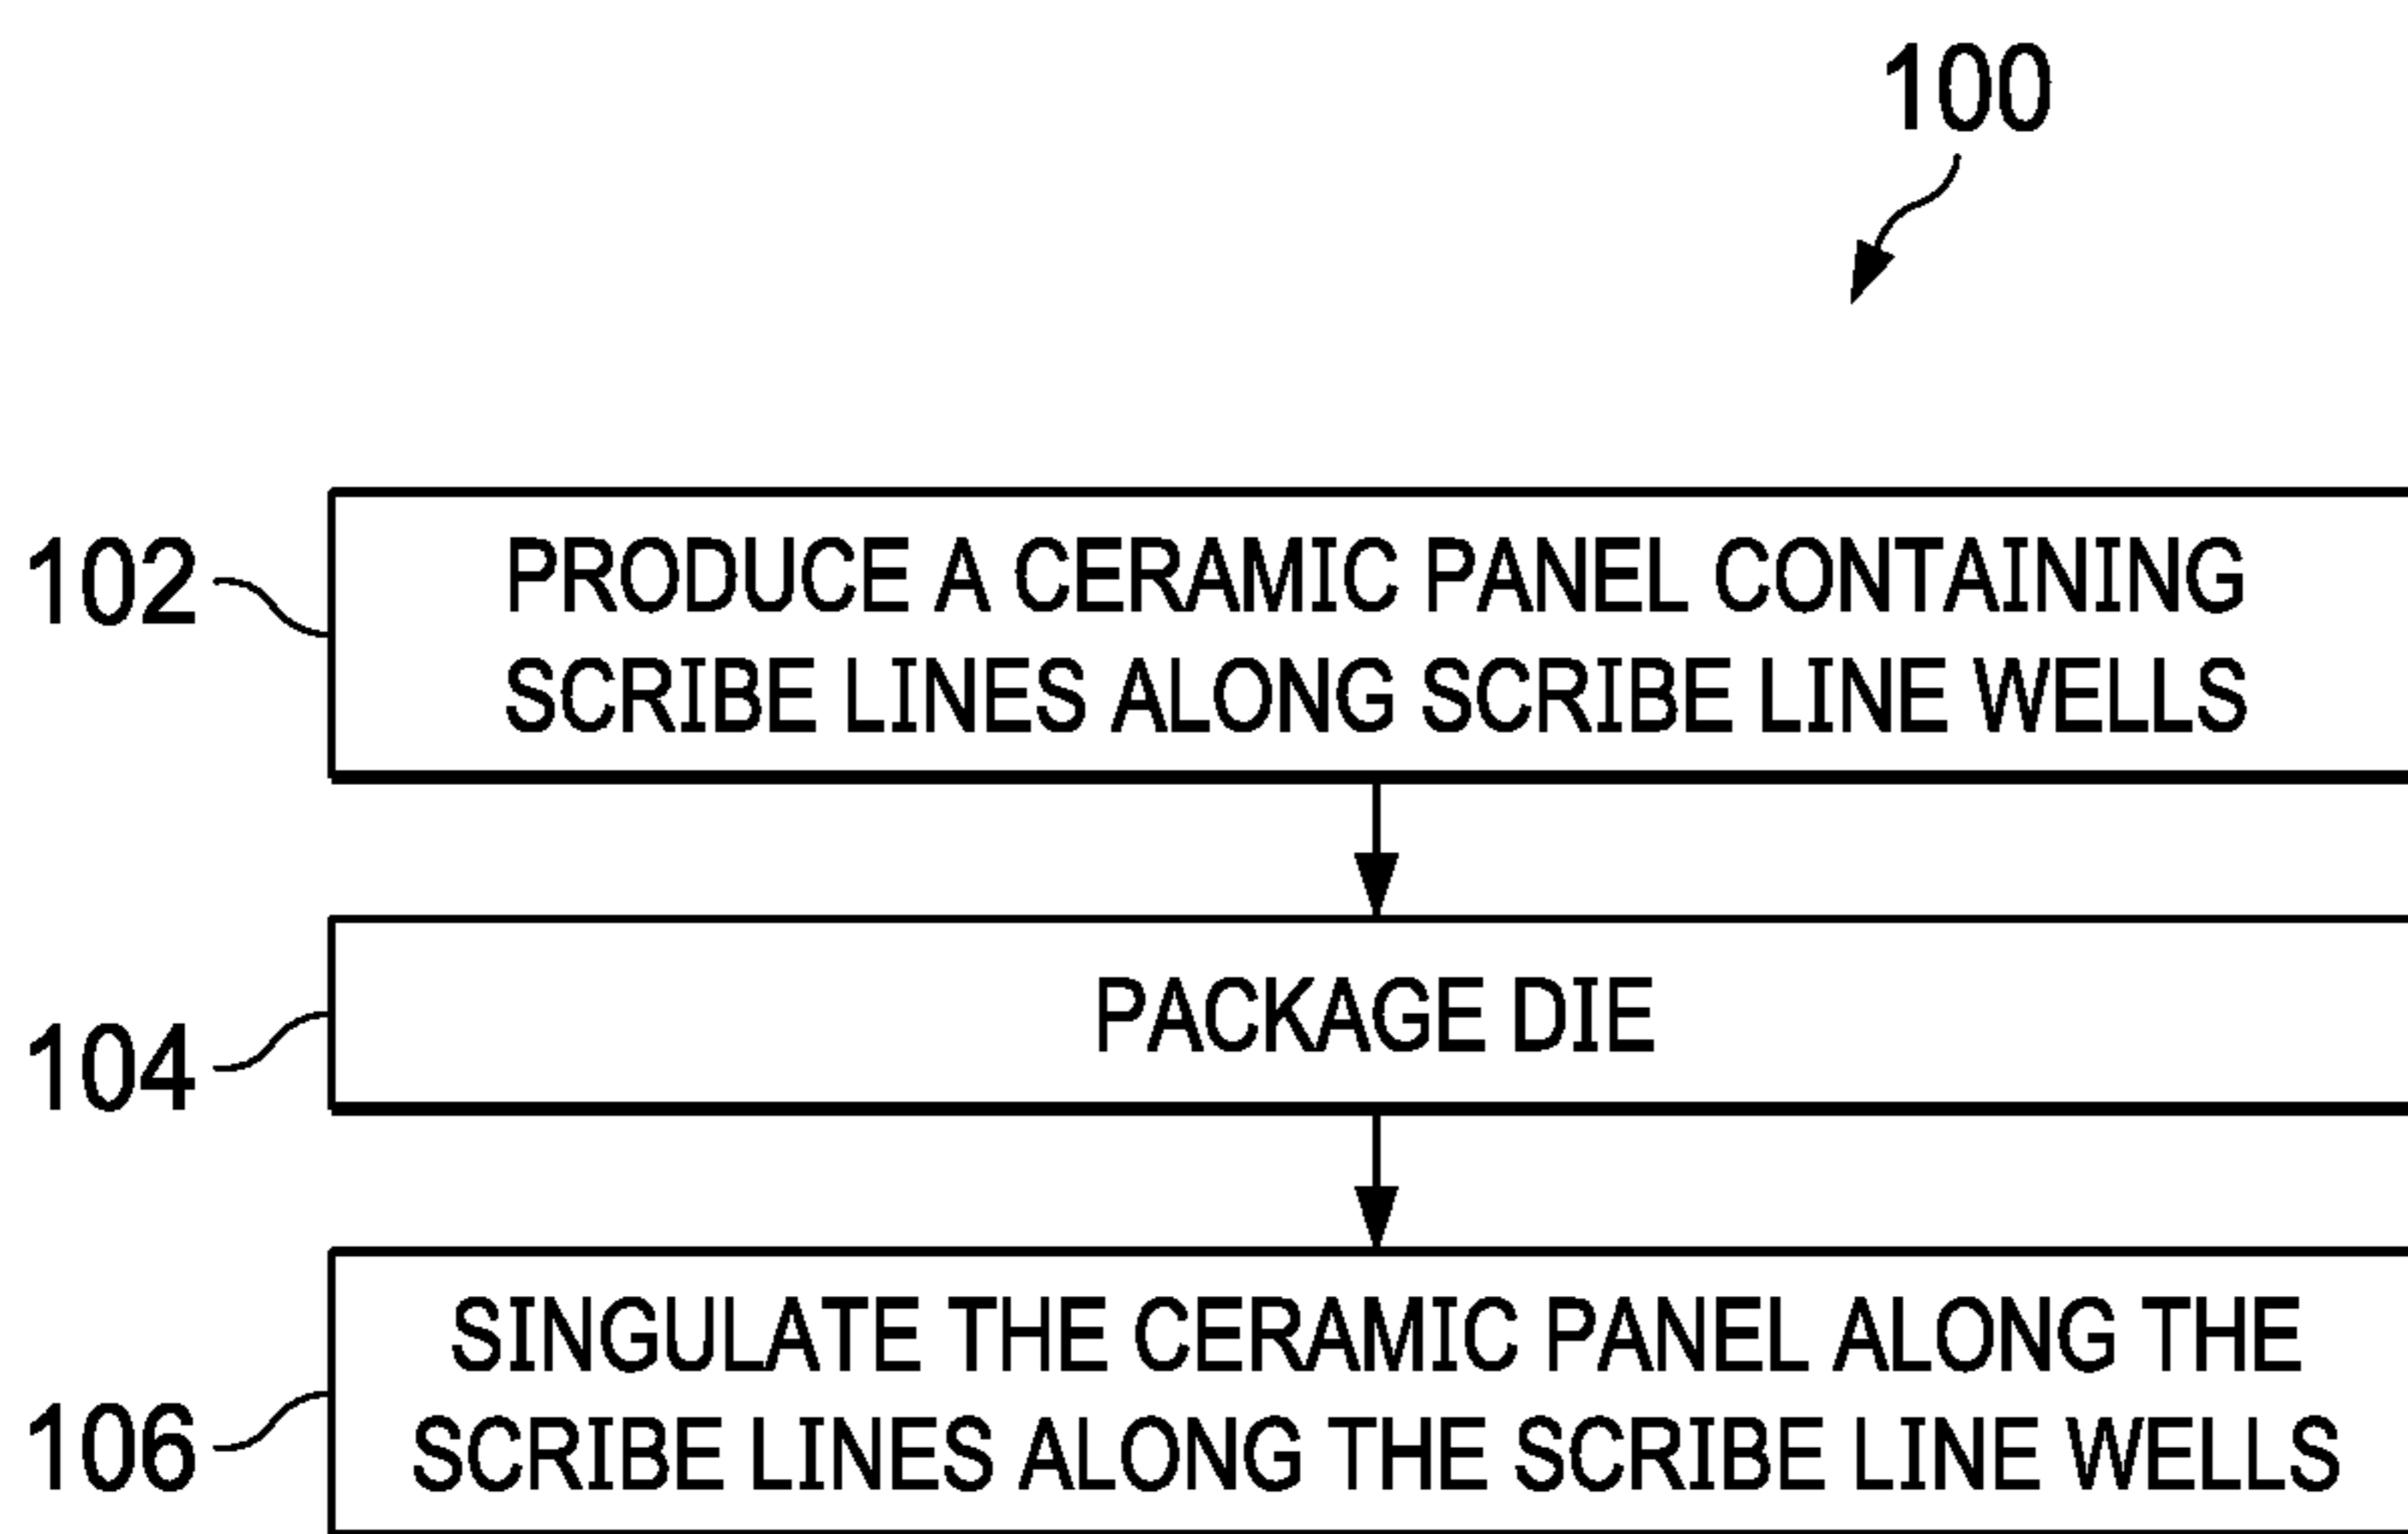 100
102
PRODUCE A CERAMIC PANEL CONTAINING
SCRIBE LINES ALONG SCRIBE LINE WELLS
104
PACKAGE DIE
106
SINGULATE THE CERAMIC PANEL ALONG THE
SCRIBE LINES ALONG THE SCRIBE LINE WELLS